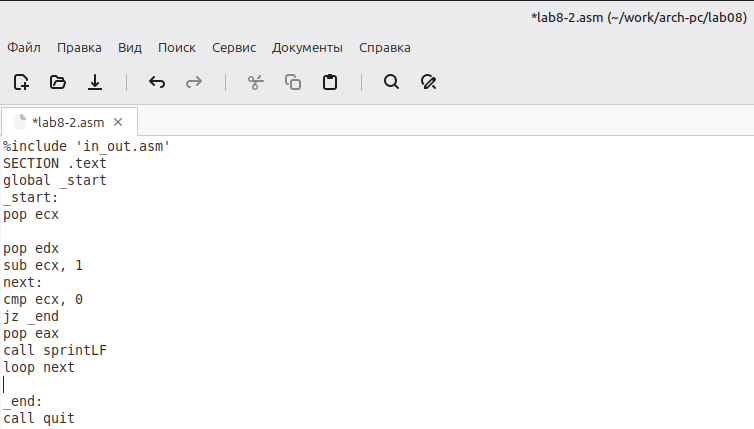 *lab8-2.asm (~/work/arch-pc/lab08)
Файл Правка Вид Поиск Сервис Документы Справка
*lab8-2.asm
%include 'in_out.asm'
SECTION .text
global _start
_start:
pop ecx
pop edx
sub ecx, 1
next:
cmp ecx, 0
jz _end
pop eax
call sprintLF
loop next
_end:
call quit